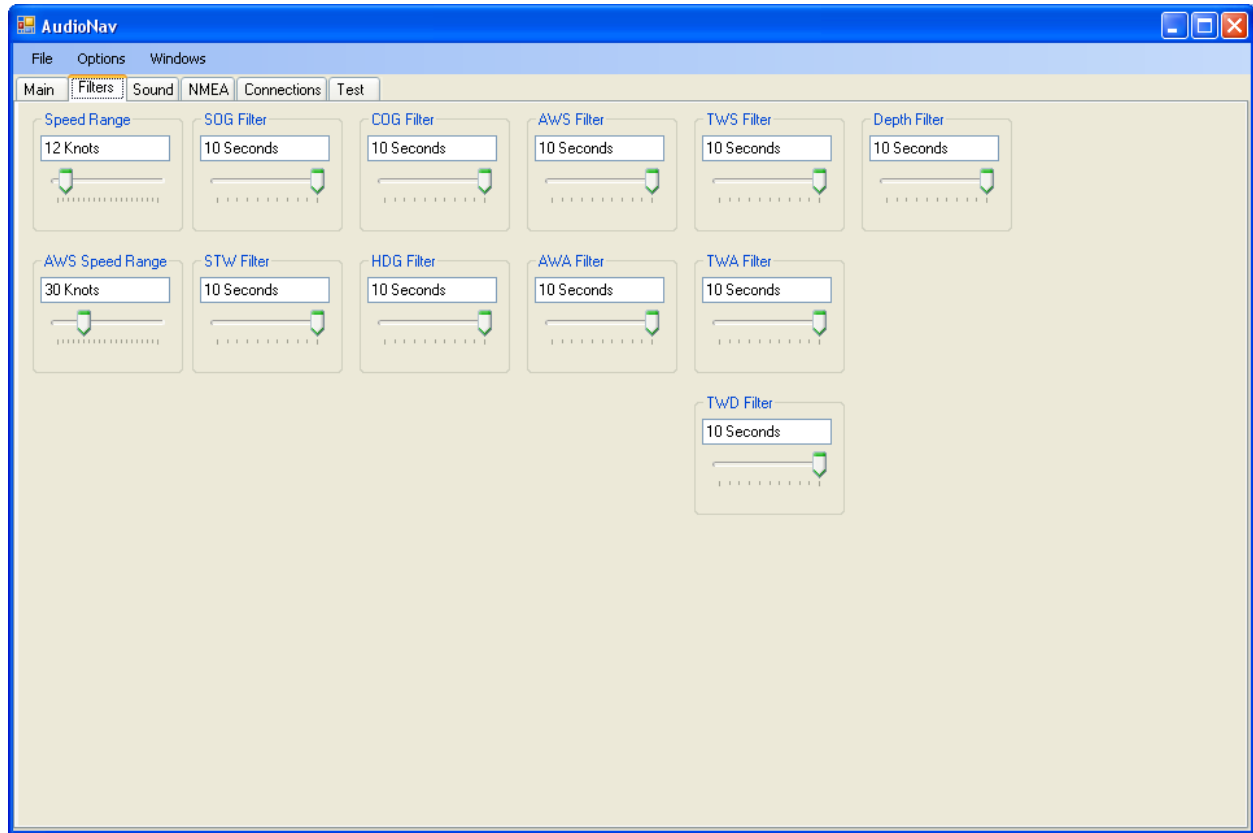 AudioNav
File Options Windows
Main Filters Sound NMEA Connections Test
Speed Range SOG Filter COG Filter AWS Filter TWS Filter Depth Filter
12 Knots 10 Seconds 10 Seconds 10 Seconds 10 Seconds 10 Seconds
AWS Speed Range STW Filter HDG Filter AWA Filter TWA Filter
30 Knots 10 Seconds 10 Seconds 10 Seconds 10 Seconds
TWD Filter
10 Seconds